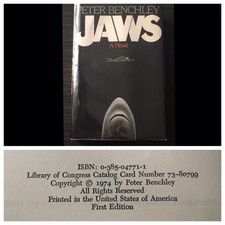 PETER BENCHLEY
JAWS
A Novel
ISBN: 0-385-04771-1
Library of Congress Catalog Card Number 73-80799
Copyright © 1974 by Peter Benchley
All Rights Reserved
Printed in the United States of America
First Edition